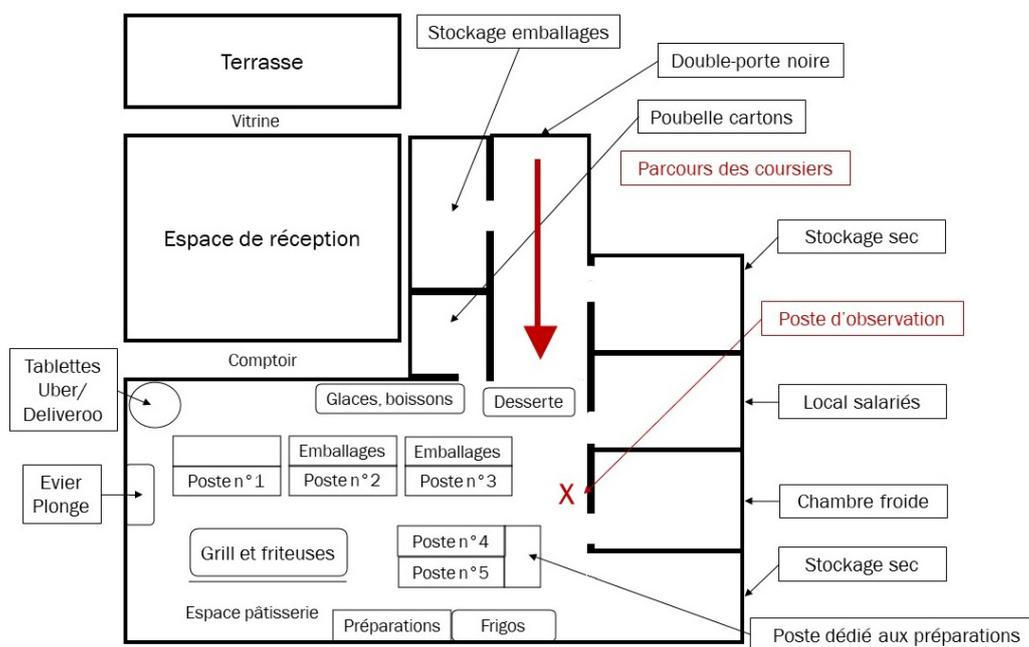 Stockage emballages
Terrasse
Double-porte noire
Vitrine
Poubelle cartons
Parcours des coursiers
Espace de réception
Stockage sec
Poste d'observation
Comptoir
Tablettes
Uber/
Deliveroo
Glaces, boissons
Desserte
Local salariés
Emballages
Emballages
Poste n°1
Poste n°2
Poste n°3
Evier
Plonge
X
Chambre froide
Poste n°4
Grill et friteuses
Poste n°5
Stockage sec
Espace pâtisserie
Préparations
Frigos
Poste dédié aux préparations